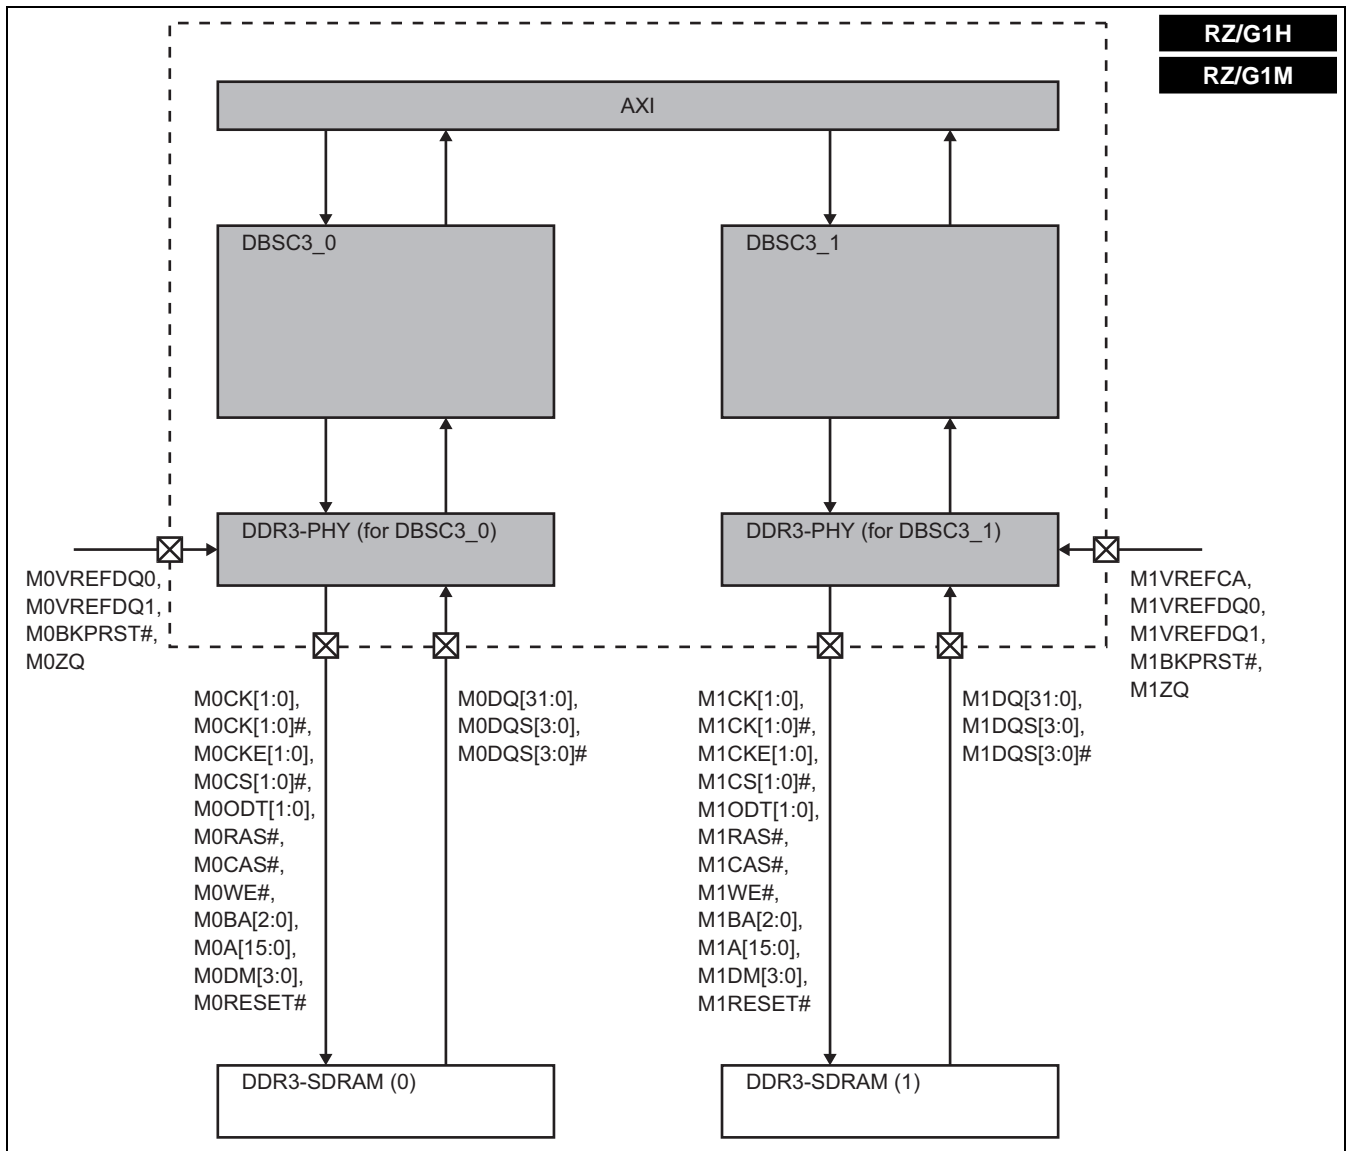 RZ/G1H
RZ/G1M
AXI
DBSC3_0
DBSC3_1
DDR3-PHY (for DBSC3_0)
DDR3-PHY (for DBSC3_1)
M0VREFDQ0,
M0VREFDQ1,
M0BKPRST#,
M0ZQ
M1VREFCA,
M1VREFDQ0,
M1VREFDQ1,
M1BKPRST#,
M1ZQ
M0CK[1:0],
M0CK[1:0]#,
M0CKE[1:0],
M0CS[1:0]#,
M0ODT[1:0],
M0RAS#,
M0CAS#,
M0WE#,
M0BA[2:0],
M0A[15:0],
M0DM[3:0],
M0RESET#
M0DQ[31:0],
M0DQS[3:0],
M0DQS[3:0]#
M1CK[1:0],
M1CK[1:0]#,
M1CKE[1:0],
M1CS[1:0]#,
M1ODT[1:0],
M1RAS#,
M1CAS#,
M1WE#,
M1BA[2:0],
M1A[15:0],
M1DM[3:0],
M1RESET#
M1DQ[31:0],
M1DQS[3:0],
M1DQS[3:0]#
DDR3-SDRAM (0)
DDR3-SDRAM (1)